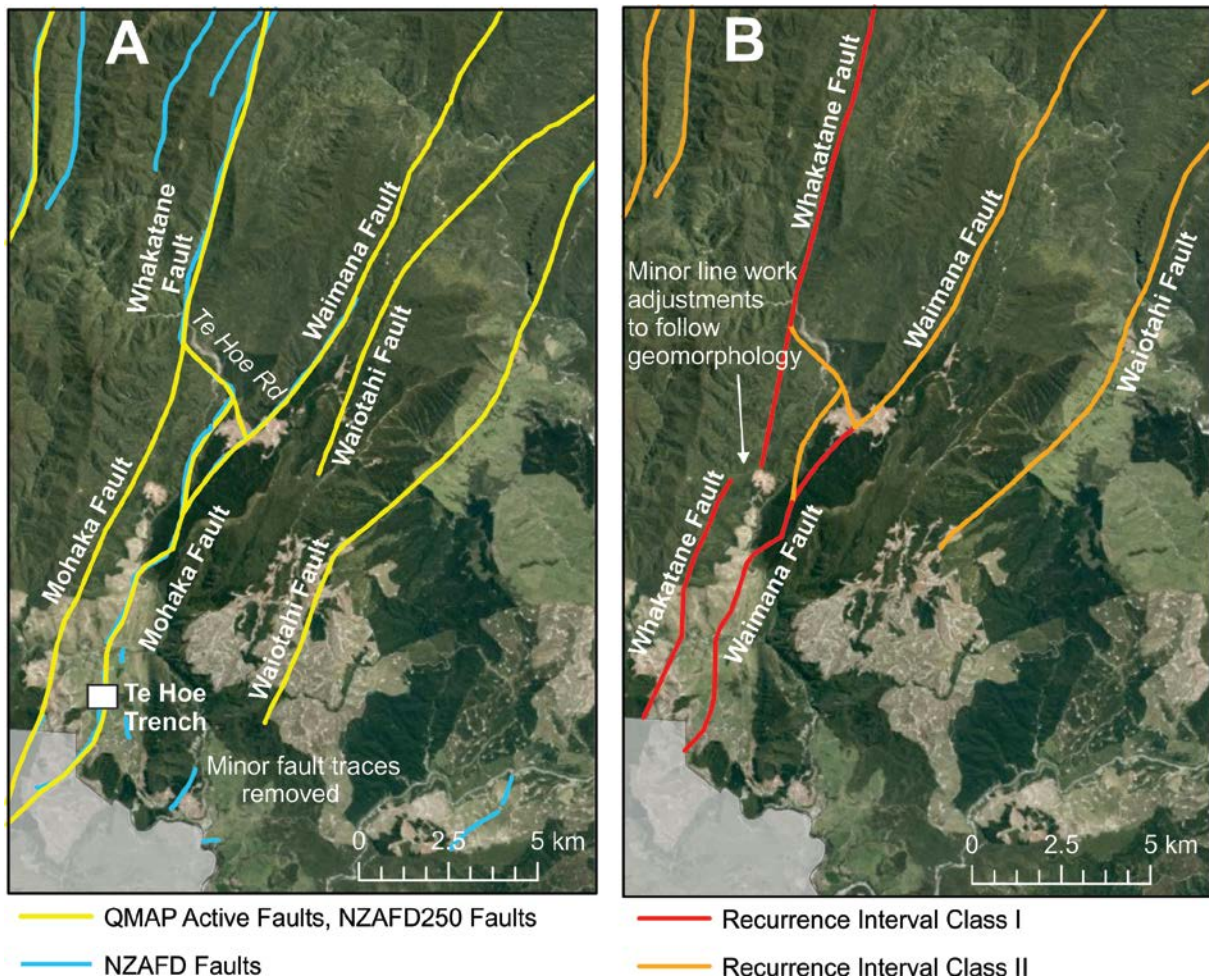 A
Whakatane
Fault
Waimana Fault
Te Hoe Rd
Waiotahi Fault
Mohaka Fault
Mohaka Fault
Waiotahi Fault
Te Hoe
Trench
Minor fault traces
removed
0 2.5 5 km
QMAP Active Faults, NZAFD250 Faults
NZAFD Faults
B
Whakatane Fault
Waimana Fault
Minor line work
adjustments
to follow
geomorphology
Waiotahi Fault
Whakatane Fault
Waimana Fault
0 2.5 5 km
Recurrence Interval Class I
Recurrence Interval Class II